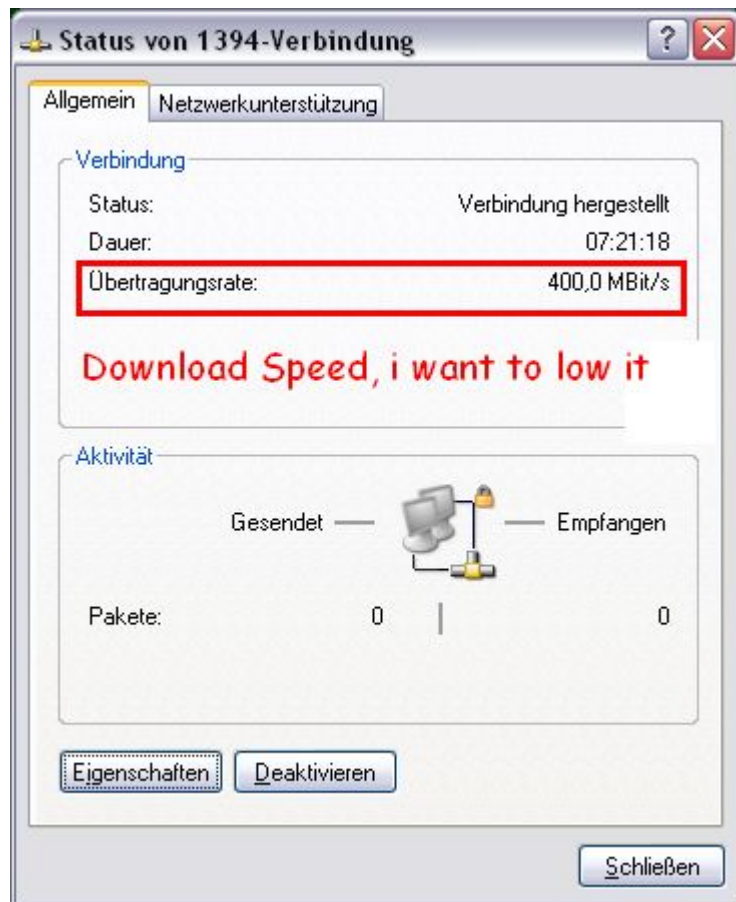 Status von 1394-Verbindung
Allgemein Netzwerkunterstützung
Verbindung
Status: Verbindung hergestellt
Dauer: 07:21:18
Übertragungsrate: 400,0 MBit/s
Download Speed, i want to low it
Aktivität
Gesendet Empfangen
Pakete: 0 0
Eigenschaften Deaktivieren
Schließen